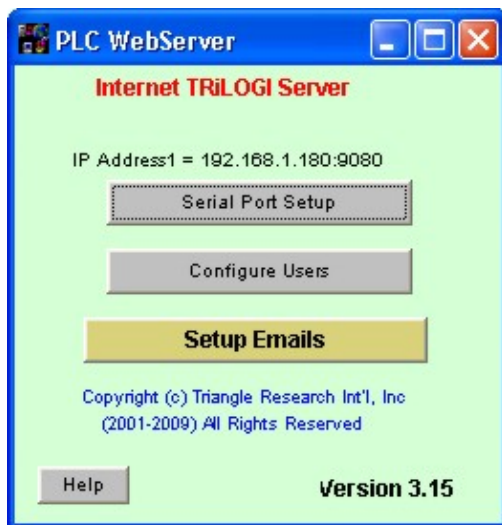 PLC WebServer
Internet TRiLOGI Server
IP Address1 = 192.168.1.180:9080
Serial Port Setup
Configure Users
Setup Emails
Copyright (c) Triangle Research Int'l, Inc
(2001-2009) All Rights Reserved
Help
Version 3.15